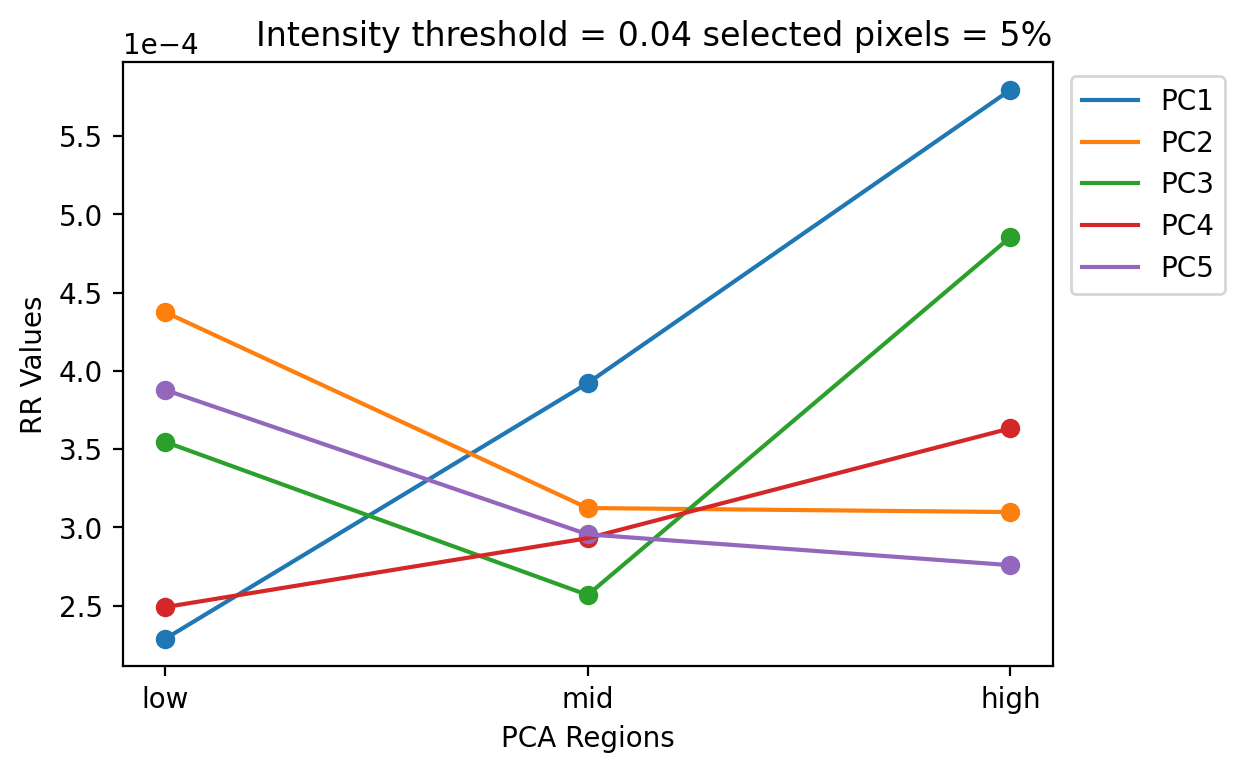 Intensity threshold = 0.04 selected pixels = 5%
1e−4
5.5
5.0
4.5
4.0
3.5
3.0
2.5
RR Values
low
mid
high
PCA Regions
PC1
PC2
PC3
PC4
PC5